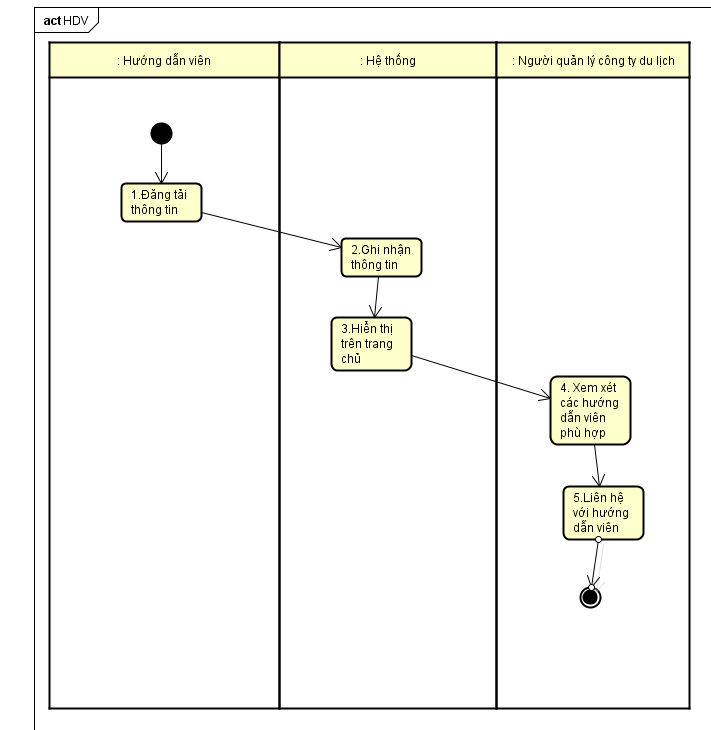 act HDV
: Hướng dẫn viên
: Hệ thống
: Người quản lý công ty du lịch
1.Đăng tải
thông tin
2.Ghi nhận
thông tin
3.Hiển thị
trên trang
chủ
4. Xem xét
các hướng
dẫn viên
phù hợp
5.Liên hệ
với hướng
dẫn viên